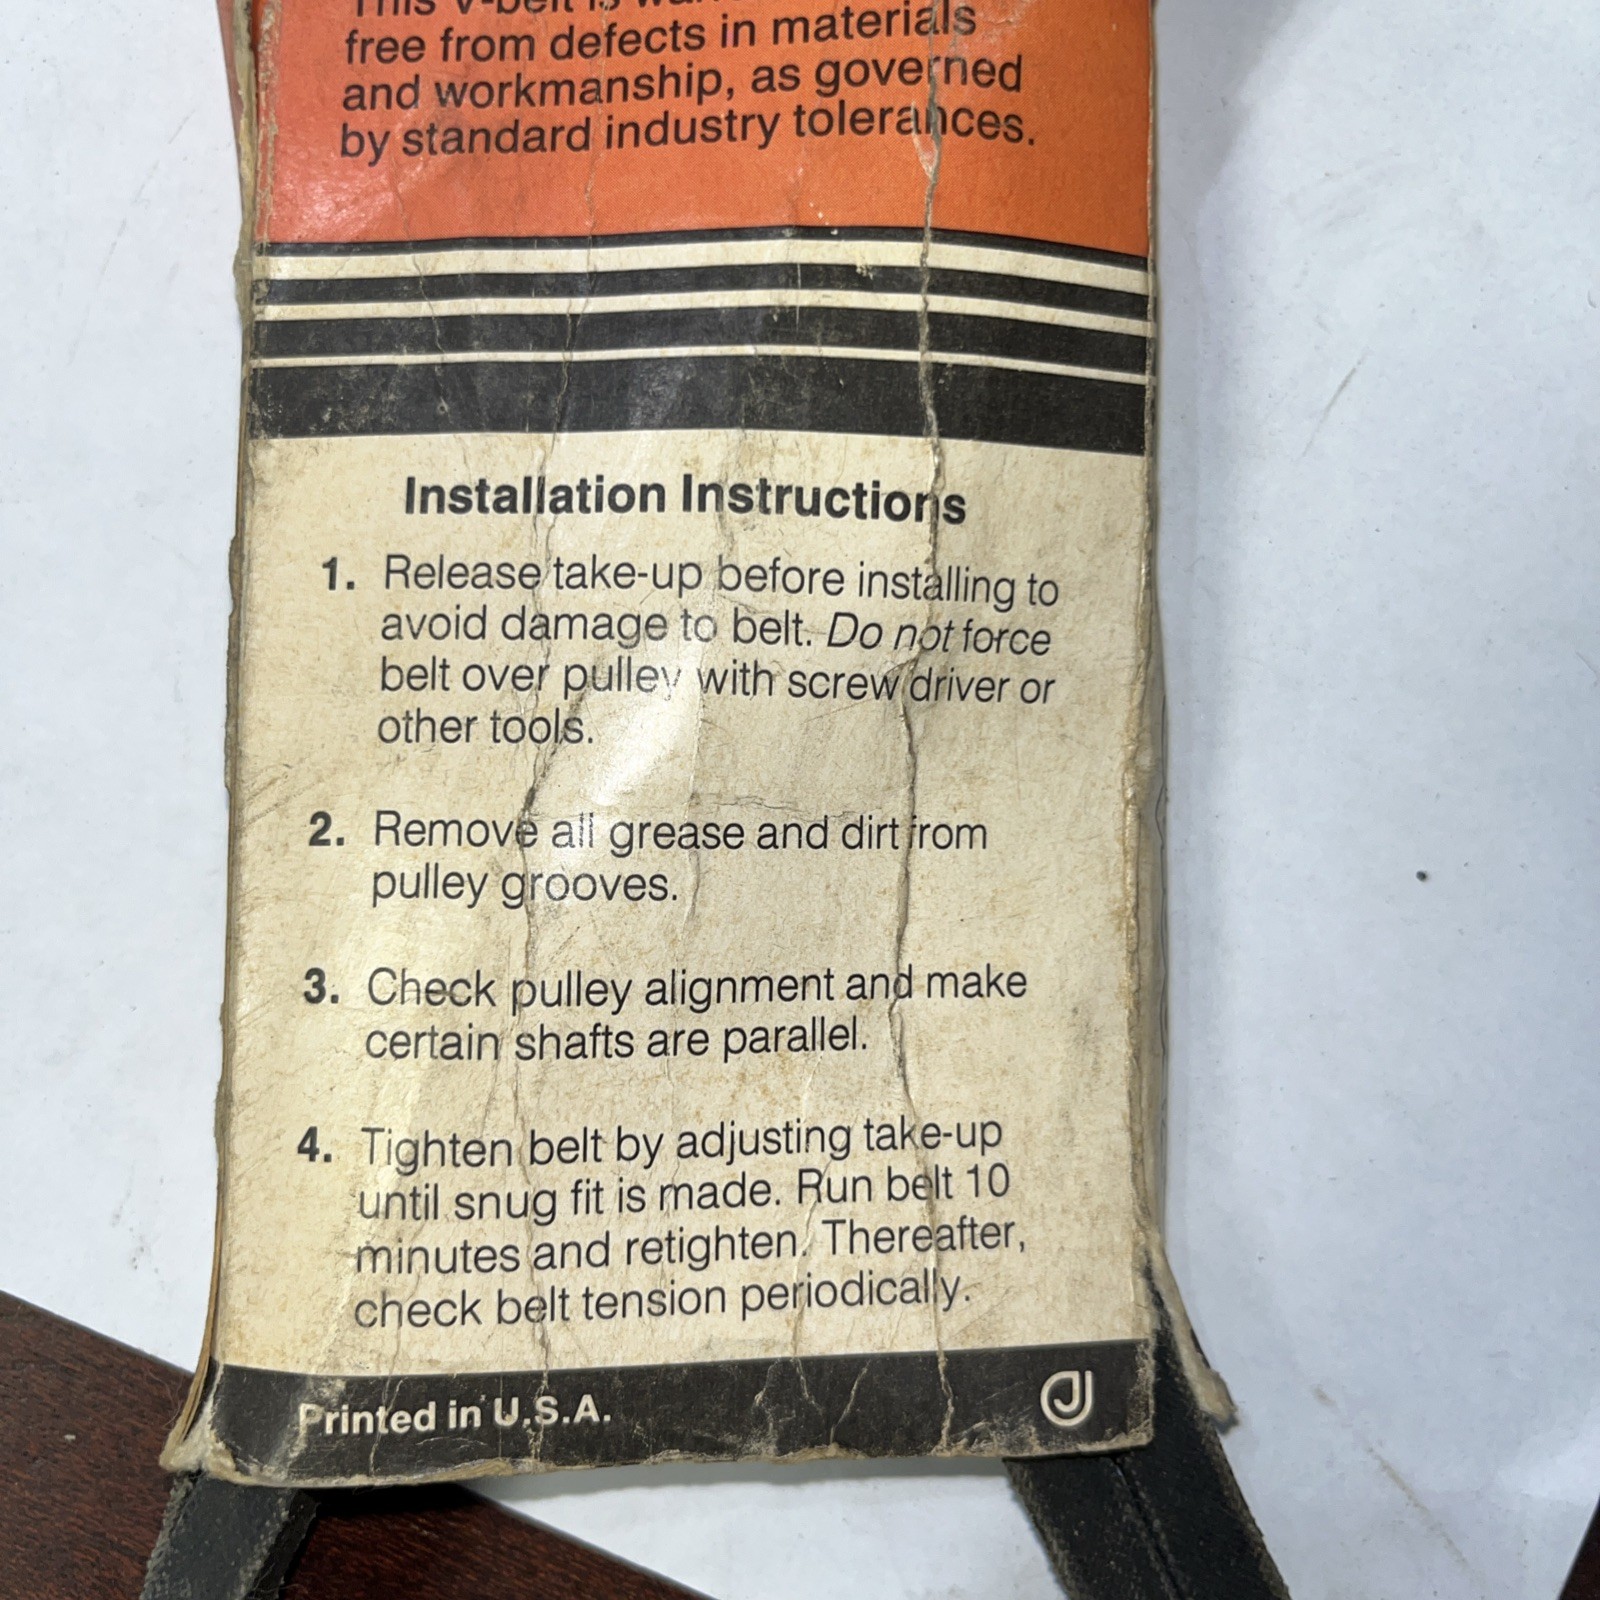 This V-belt is
free from defects in materials
and workmanship, as governed
by standard industry tolerances.
Installation Instructions
1. Release take-up before installing to
avoid damage to belt. Do not force
belt over pulley with screw driver or
other tools.
2. Remove all grease and dirt from
pulley grooves.
3. Check pulley alignment and make
certain shafts are parallel.
4. Tighten belt by adjusting take-up
until snug fit is made. Run belt 10
minutes and retighten. Thereafter,
check belt tension periodically.
Printed in U.S.A.